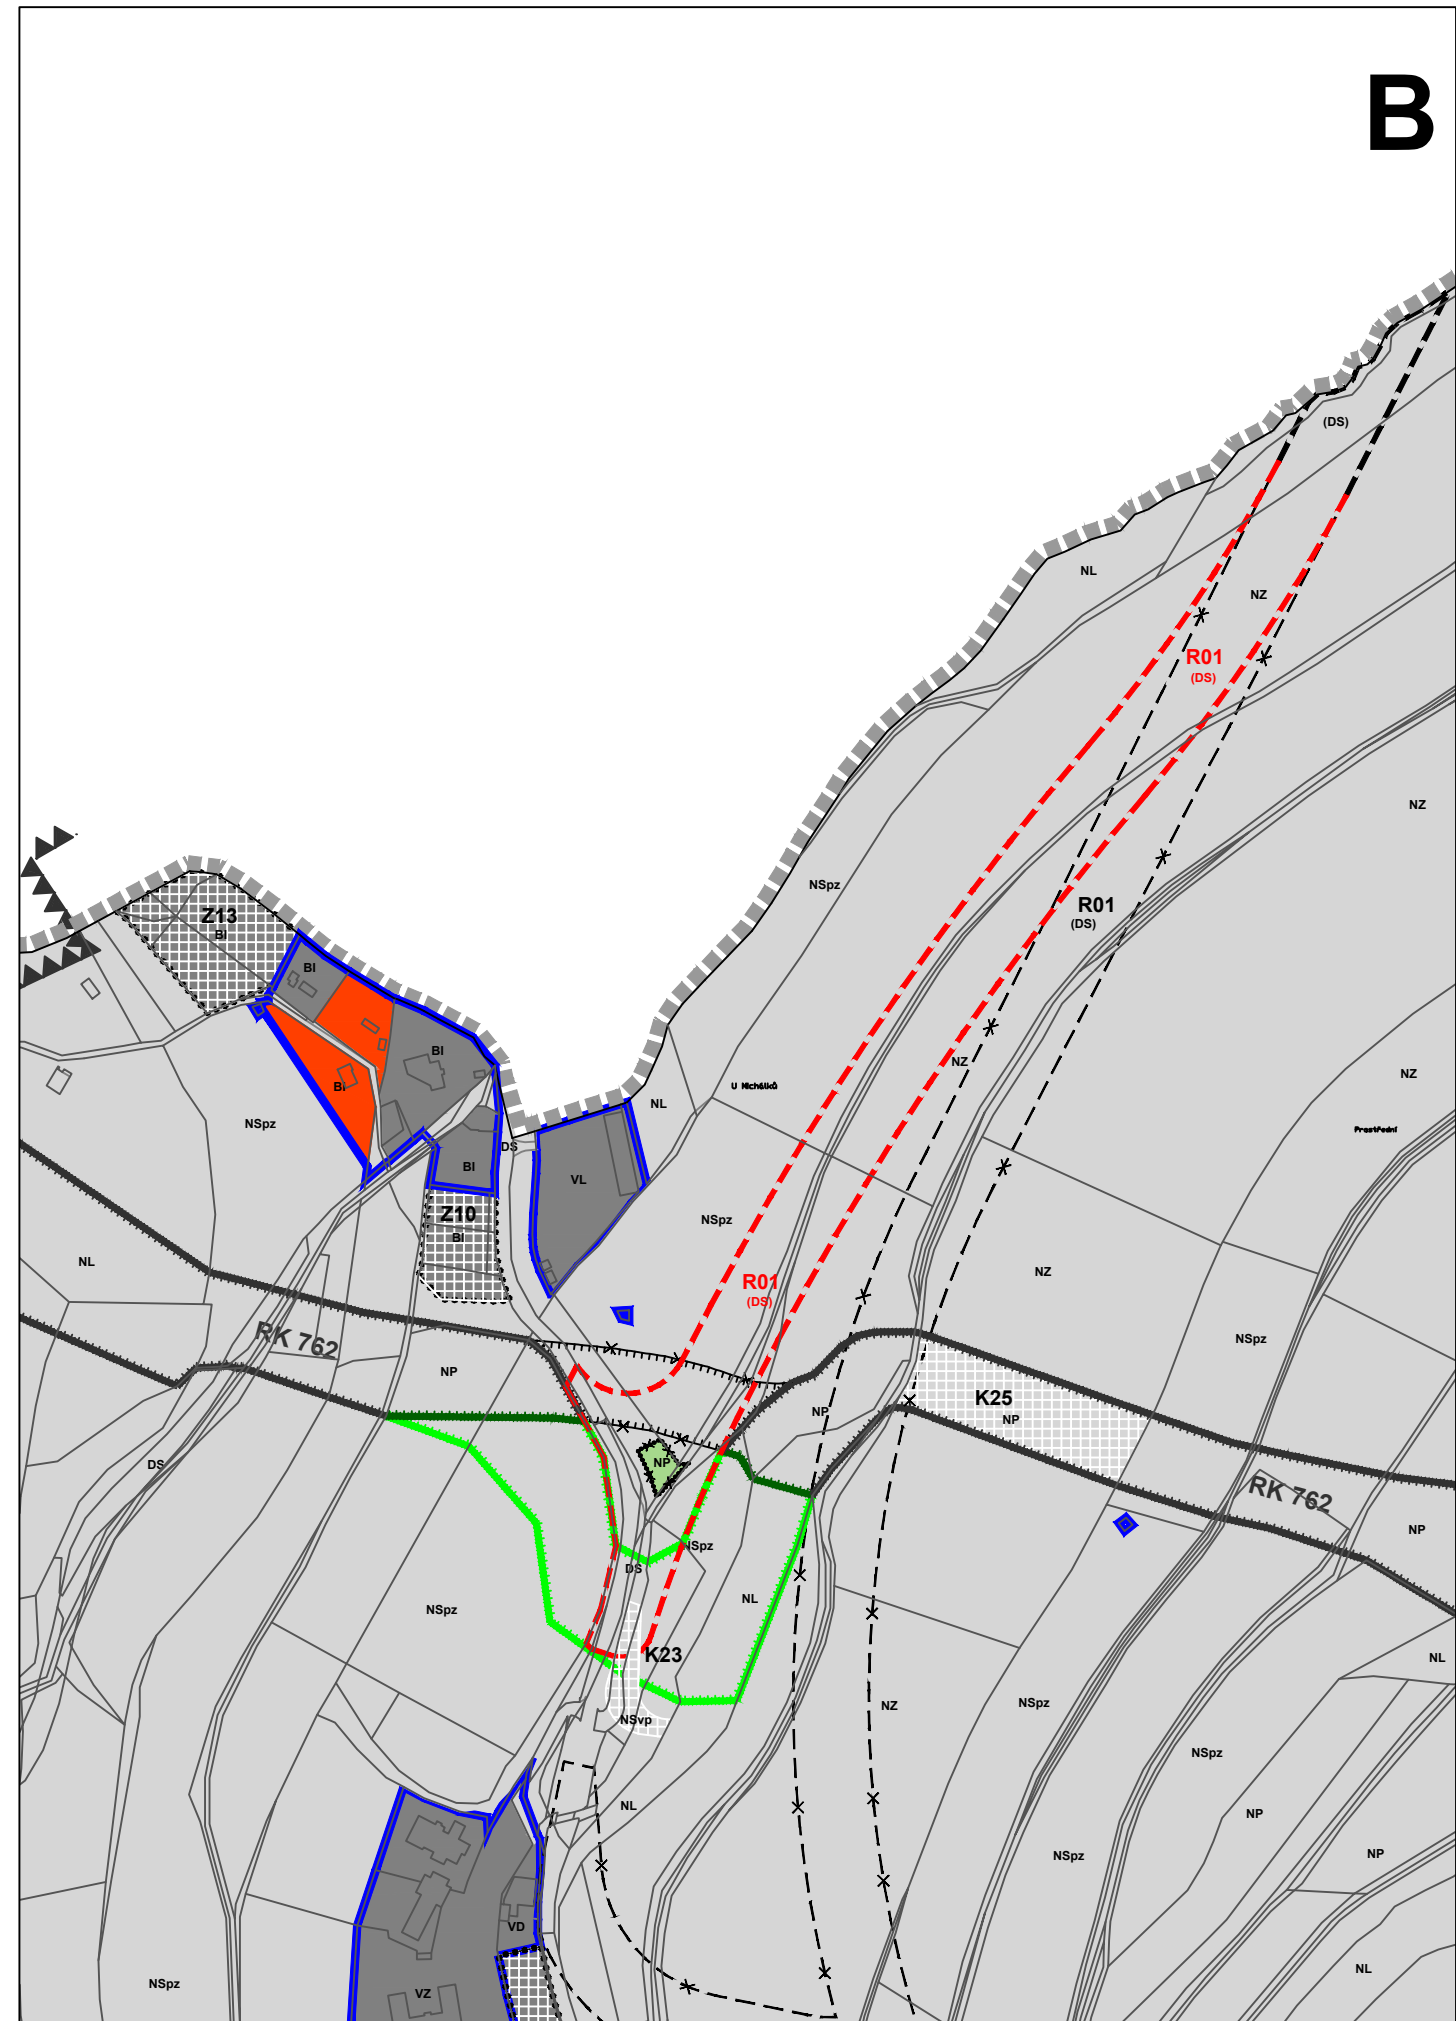 B
(DS)
NL
NZ
R01
(DS)
NZ
NSpz
R01
(DS)
Z13
BI
BI
BI
NZ
NZ
U Michálků
BI
NL
NSpz
Prostřední
DS
BI
VL
Z10
BI
NSpz
NL
NZ
R01
(DS)
RK 762
NSpz
NP
K25
NP
NP
DS
NP
RK 762
NP
NSpz
DS
NL
NSpz
K23
NL
NSvp
NZ
NSpz
NSpz
NL
NP
NP
NSpz
VD
NSpz
VZ
NL